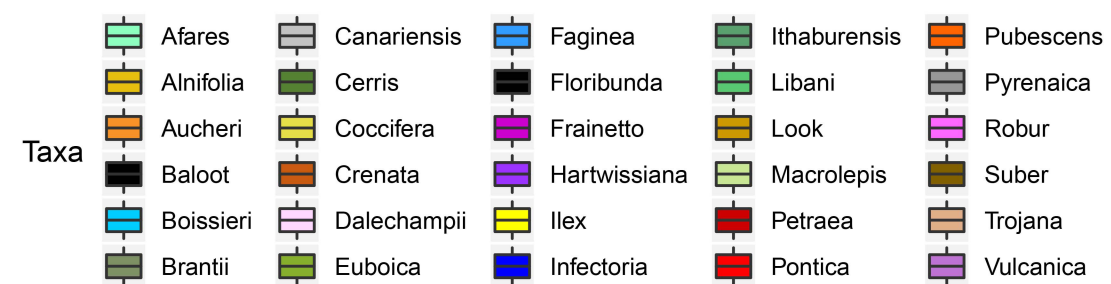 Afares Canariensis Faginea Ithaburensis Pubescens
Alnifolia Cerris Floribunda Libani Pyrenaica
Aucheri Coccifera Frainetto Look Robur
Taxa Baloot Crenata Hartwissiana Macrolepis Suber
Boissieri Dalechampii Ilex Petraea Trojana
Brantii Euboica Infectoria Pontica Vulcanica